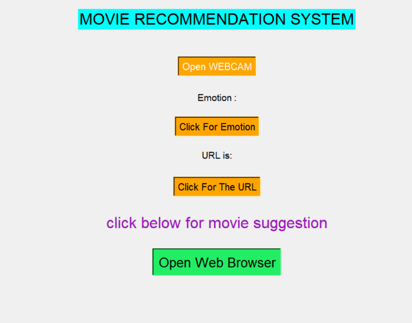 MOVIE RECOMMENDATION SYSTEM
Open WEBCAM
Emotion :
Click For Emotion
URL is:
Click For The URL
click below for movie suggestion
Open Web Browser